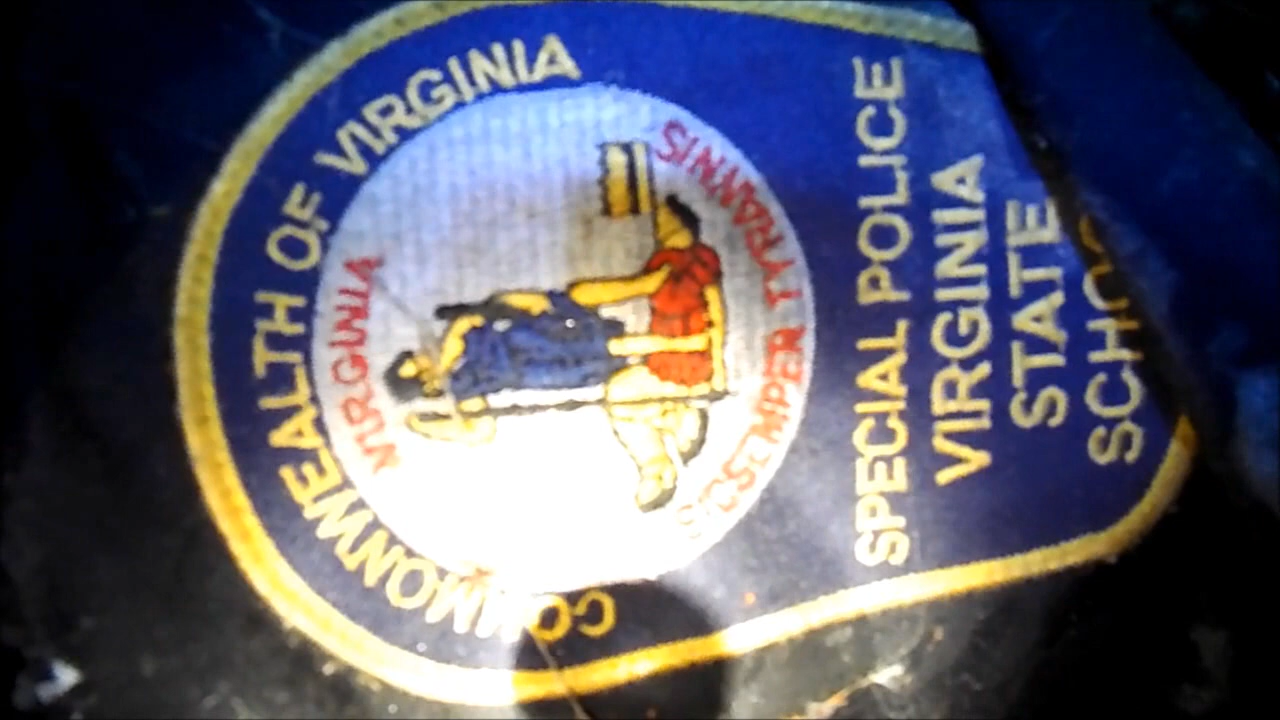 COMMONWEALTH OF VIRGINIA
VIRGINIA
SIC SEMPER TYRANNIS
SPECIAL POLICE
VIRGINIA
STATE